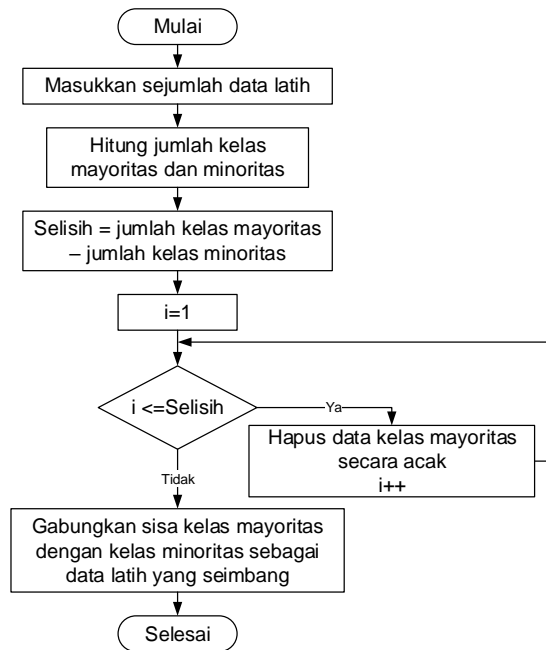 Mulai
Masukkan sejumlah data latih
Hitung jumlah kelas
mayoritas dan minoritas
Selisih = jumlah kelas mayoritas
– jumlah kelas minoritas
i=1
i <=Selisih
Ya
Hapus data kelas mayoritas
secara acak
i++
Tidak
Gabungkan sisa kelas mayoritas
dengan kelas minoritas sebagai
data latih yang seimbang
Selesai